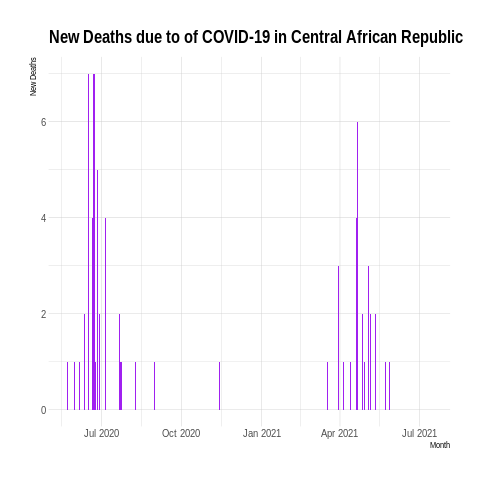 New Deaths due to of COVID-19 in Central African Republic
New Deaths
6
4
2
0
Jul 2020 Oct 2020 Jan 2021 Apr 2021 Jul 2021
Month